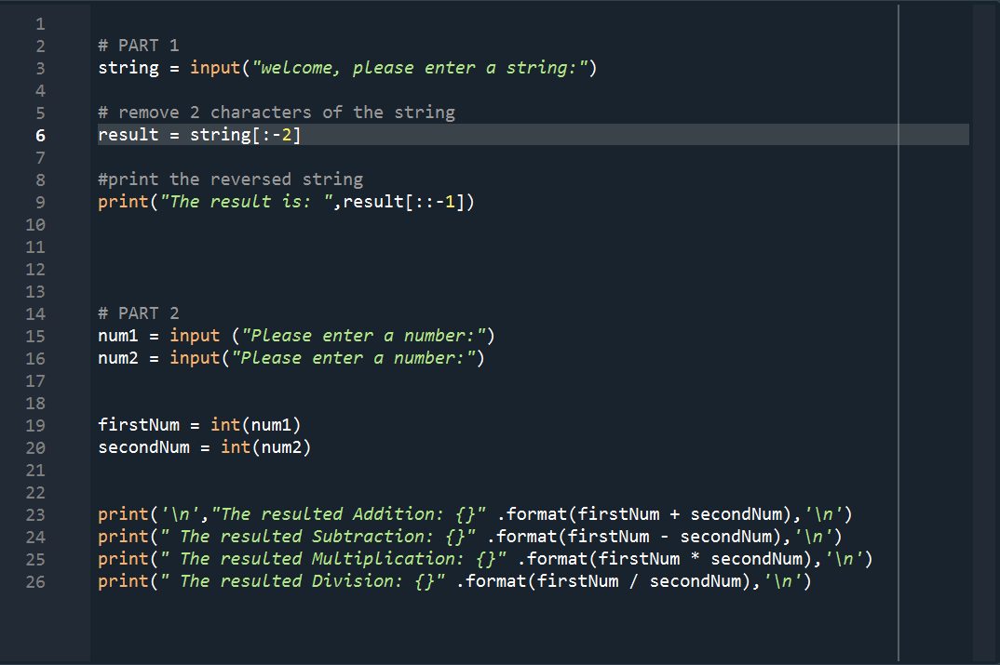 1
2 # PART 1
3 string = input("welcome, please enter a string:")
4
5 # remove 2 characters of the string
6 result = string[:-2]
7
8 #print the reversed string
9 print("The result is: ",result[::-1])
10
11
12
13
14 # PART 2
15 num1 = input ("Please enter a number:")
16 num2 = input("Please enter a number:")
17
18
19 firstNum = int(num1)
20 secondNum = int(num2)
21
22
23 print('\n',"The resulted Addition: {}" .format(firstNum + secondNum),'\n')
24 print(" The resulted Subtraction: {}" .format(firstNum - secondNum),'\n')
25 print(" The resulted Multiplication: {}" .format(firstNum * secondNum),'\n')
26 print(" The resulted Division: {}" .format(firstNum / secondNum),'\n')